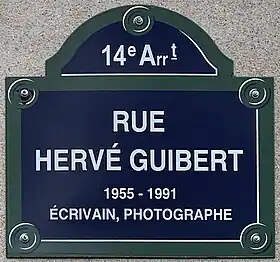 14e Arrt
RUE
HERVÉ GUIBERT
1955 - 1991
ÉCRIVAIN, PHOTOGRAPHE